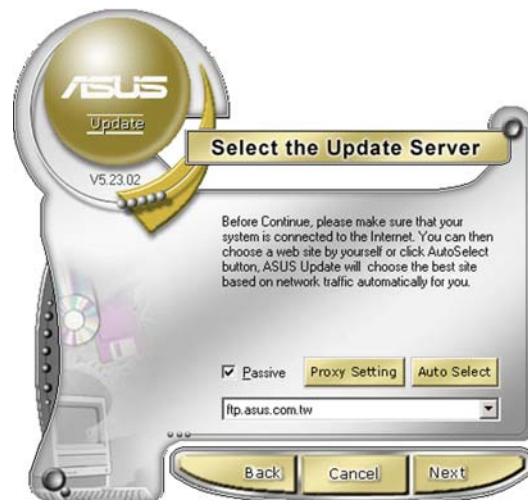 ASUS
Update
V5.23.02
Select the Update Server
Before Continue, please make sure that your
system is connected to the Internet. You can then
choose a web site by yourself or click AutoSelect
button, ASUS Update will choose the best site
based on network traffic automatically for you.
Passive
Proxy Setting
Auto Select
ftp.asus.com.tw
Back
Cancel
Next